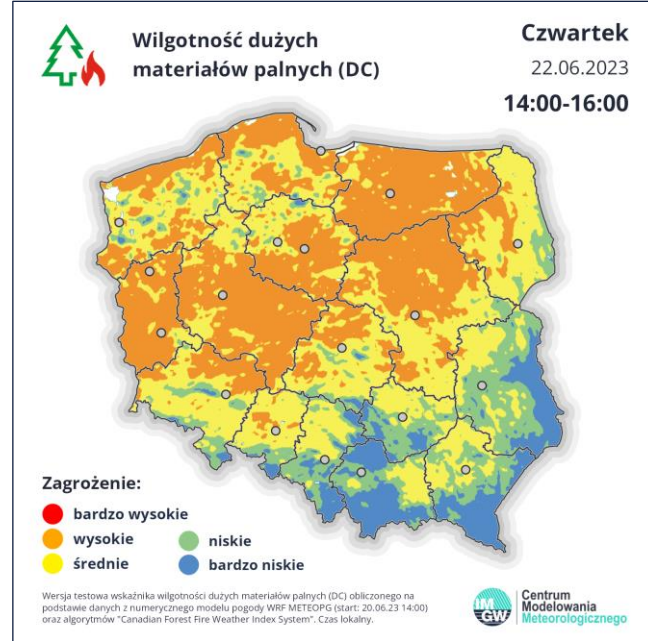 Wilgotność dużych
materiałów palnych (DC)
Czwartek
22.06.2023
14:00-16:00
Zagrożenie:
bardzo wysokie
wysokie
średnie
niskie
bardzo niskie
Wersja testowa wskaźnika wilgotności dużych materiałów palnych (DC) obliczonego na
podstawie danych z numerycznego modelu pogody WRF METEOPG (start: 20.06.23 14:00)
oraz algorytmów "Canadian Forest Fire Weather Index System". Czas lokalny.
IM
GW
Centrum
Modelowania
Meteorologicznego